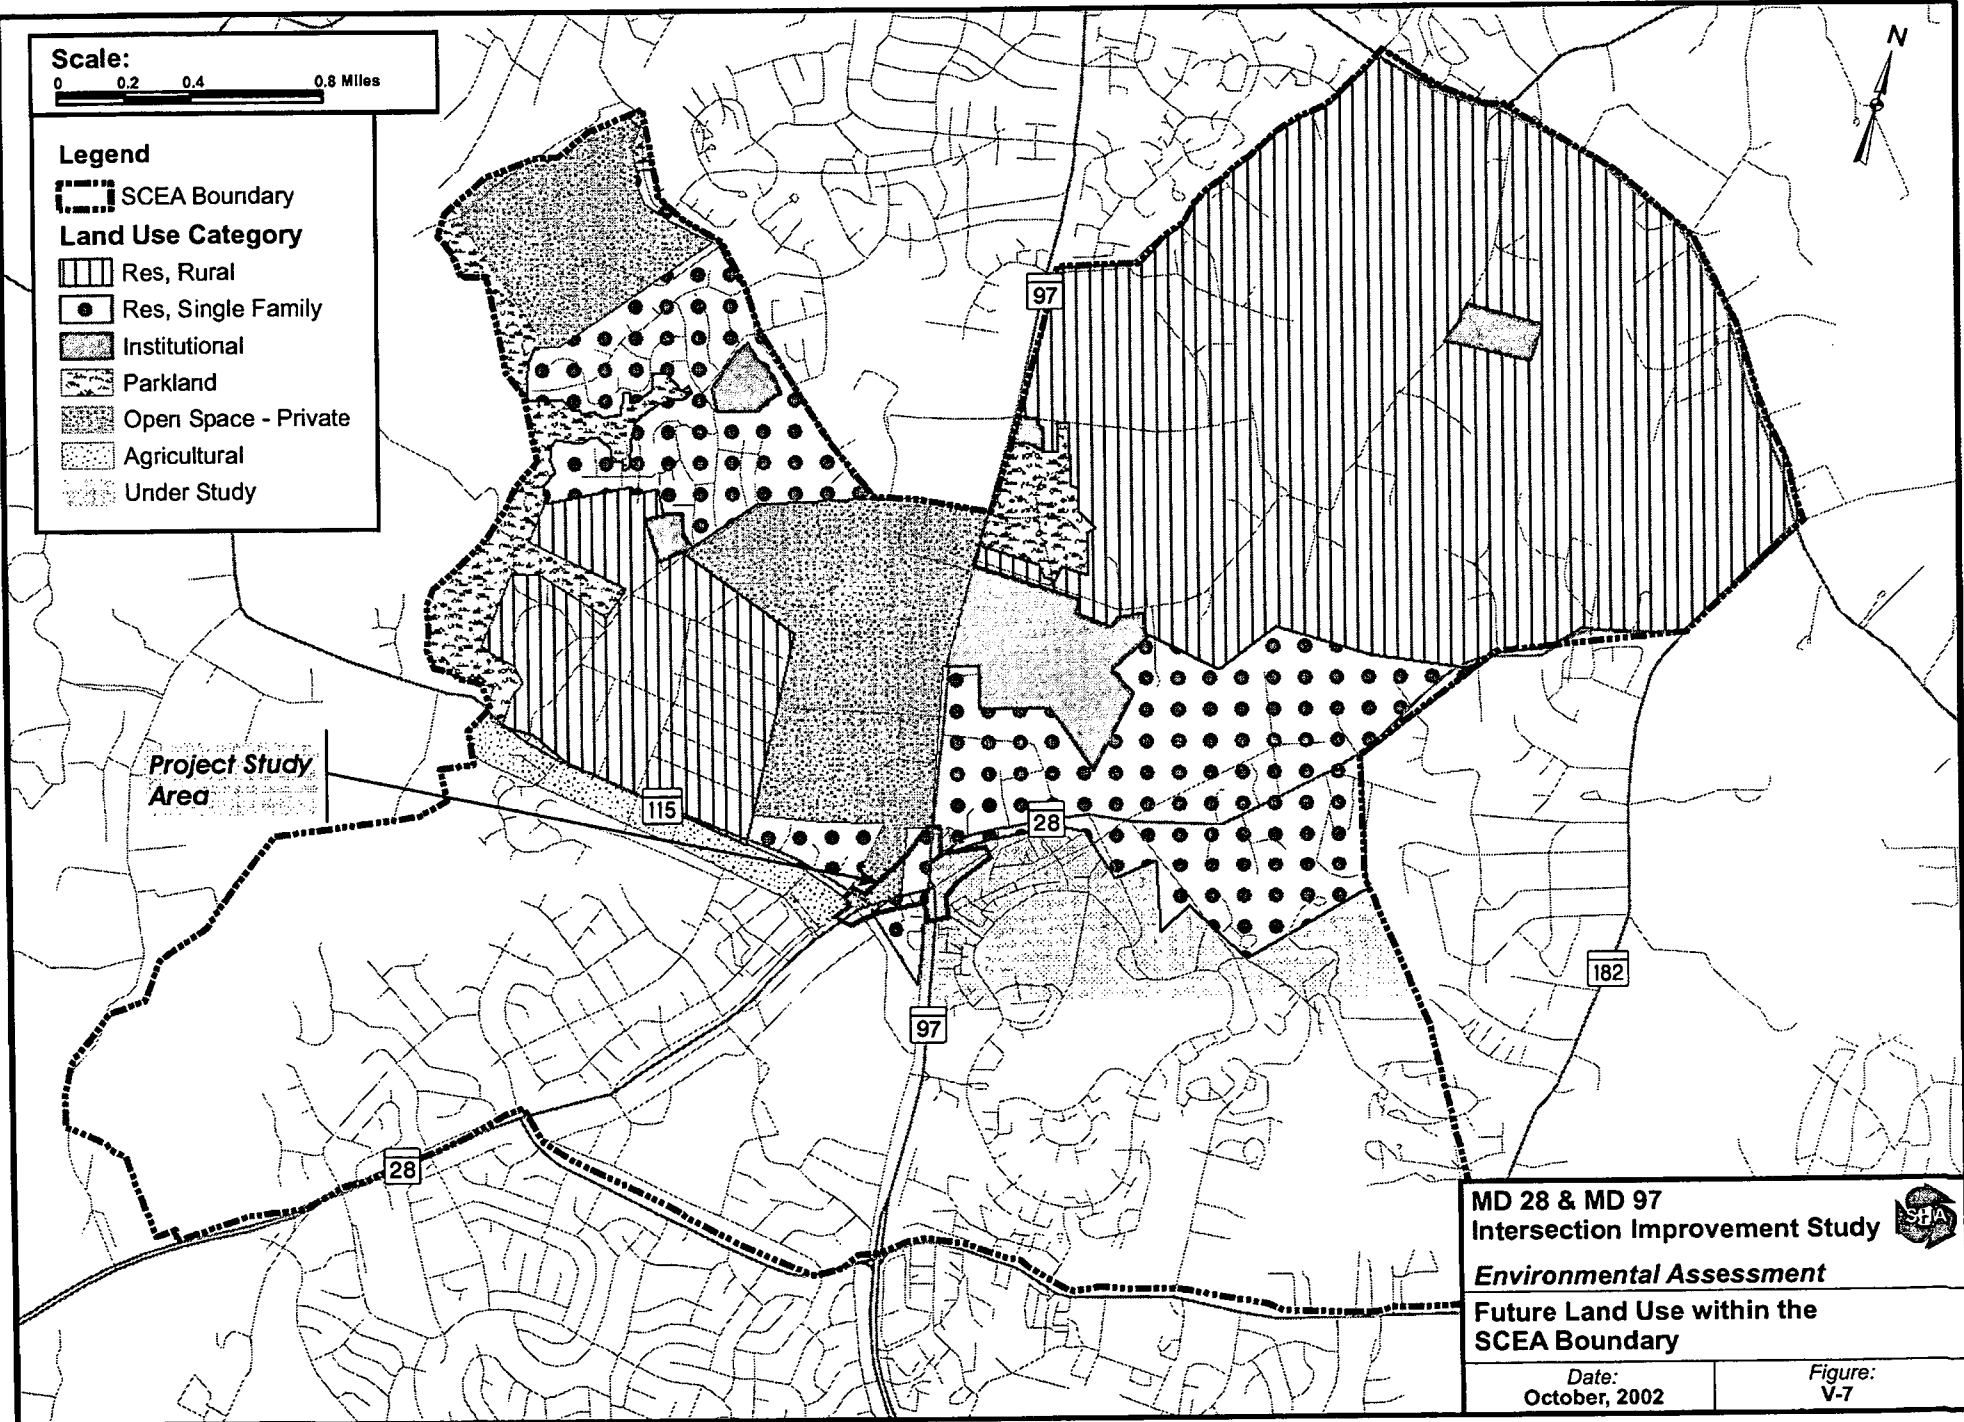 Scale:
0 0.2 0.4 0.8 Miles
Legend
SCEA Boundary
Land Use Category
Res, Rural
Res, Single Family
Institutional
Parkland
Open Space - Private
Agricultural
Under Study
N
97
Project Study
Area
115
28
182
97
28
MD 28 & MD 97
Intersection Improvement Study
SHA
Environmental Assessment
Future Land Use within the
SCEA Boundary
Date:
October, 2002
Figure:
V-7